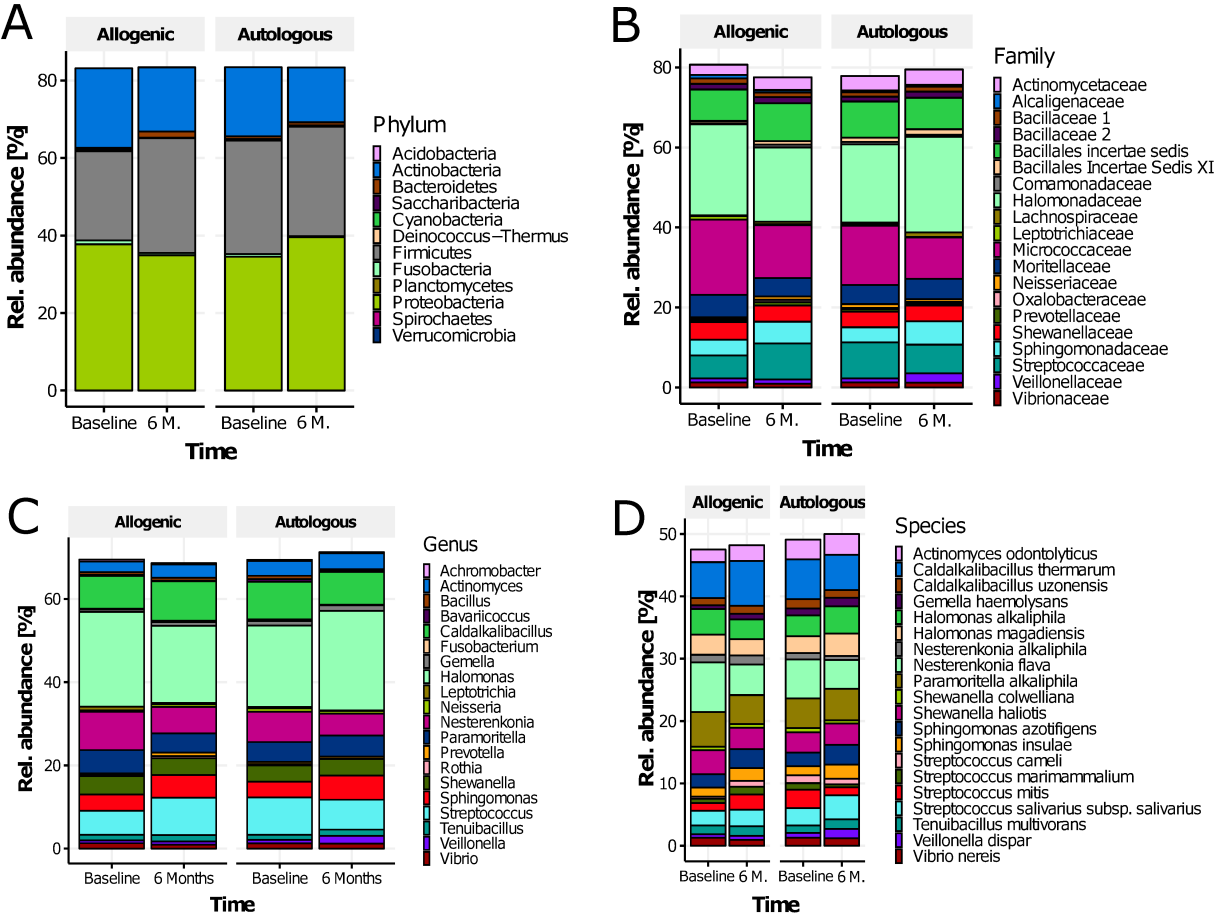 A
Allogenic
Autologous
80
60
40
20
0
Rel. abundance [%]
Baseline
6 M.
Baseline
6 M.
Time
Phylum
Acidobacteria
Actinobacteria
Bacteroidetes
Saccharibacteria
Cyanobacteria
Deinococcus−Thermus
Firmicutes
Fusobacteria
Planctomycetes
Proteobacteria
Spirochaetes
Verrucomicrobia
B
Allogenic
Autologous
80
60
40
20
0
Rel. abundance [%]
Baseline
6 M.
Baseline
6 M.
Time
Family
Actinomycetaceae
Alcaligenaceae
Bacillaceae 1
Bacillaceae 2
Bacillales incertae sedis
Bacillales Incertae Sedis XI
Comamonadaceae
Halomonadaceae
Lachnospiraceae
Leptotrichiaceae
Micrococcaceae
Moritellaceae
Neisseriaceae
Oxalobacteraceae
Prevotellaceae
Shewanellaceae
Sphingomonadaceae
Streptococcaceae
Veillonellaceae
Vibrionaceae
C
Allogenic
Autologous
60
40
20
0
Rel. abundance [%]
Baseline
6 Months
Baseline
6 Months
Time
Genus
Achromobacter
Actinomyces
Bacillus
Bavariicoccus
Caldalkalibacillus
Fusobacterium
Gemella
Halomonas
Leptotrichia
Neisseria
Nesterenkonia
Paramoritella
Prevotella
Rothia
Shewanella
Sphingomonas
Streptococcus
Tenuibacillus
Veillonella
Vibrio
D
Allogenic
Autologous
50
40
30
20
10
0
Rel. abundance [%]
Baseline
6 M.
Baseline
6 M.
Time
Species
Actinomyces odontolyticus
Caldalkalibacillus thermarum
Caldalkalibacillus uzonensis
Gemella haemolysans
Halomonas alkaliphila
Halomonas magadiensis
Nesterenkonia alkaliphila
Nesterenkonia flava
Paramoritella alkaliphila
Shewanella colwelliana
Shewanella haliotis
Sphingomonas azotifigens
Sphingomonas insulae
Streptococcus cameli
Streptococcus marimammalium
Streptococcus mitis
Streptococcus salivarius subsp. salivarius
Tenuibacillus multivorans
Veillonella dispar
Vibrio nereis